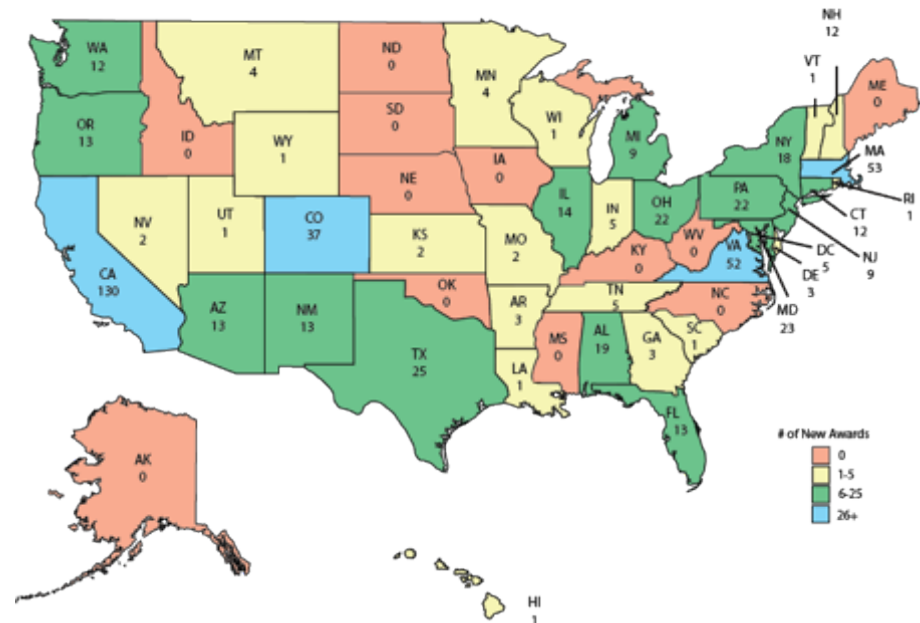 NH
12
VT
1
WA
12
MT
4
ND
0
MN
4
ME
0
OR
13
ID
0
SD
0
WI
1
MI
9
NY
18
MA
53
WY
1
IA
0
NE
0
PA
22
RI
1
NV
2
UT
1
CO
37
IL
14
IN
5
OH
22
CT
12
KS
2
MO
2
KY
0
WV
0
VA
52
DC
5
NJ
9
DE
3
CA
130
MD
23
OK
0
TN
5
NC
0
AZ
13
NM
13
AR
3
SC
1
TX
25
MS
0
AL
19
GA
3
LA
1
FL
13
# of New Awards
0
1-5
6-25
26+
AK
0
HI
1